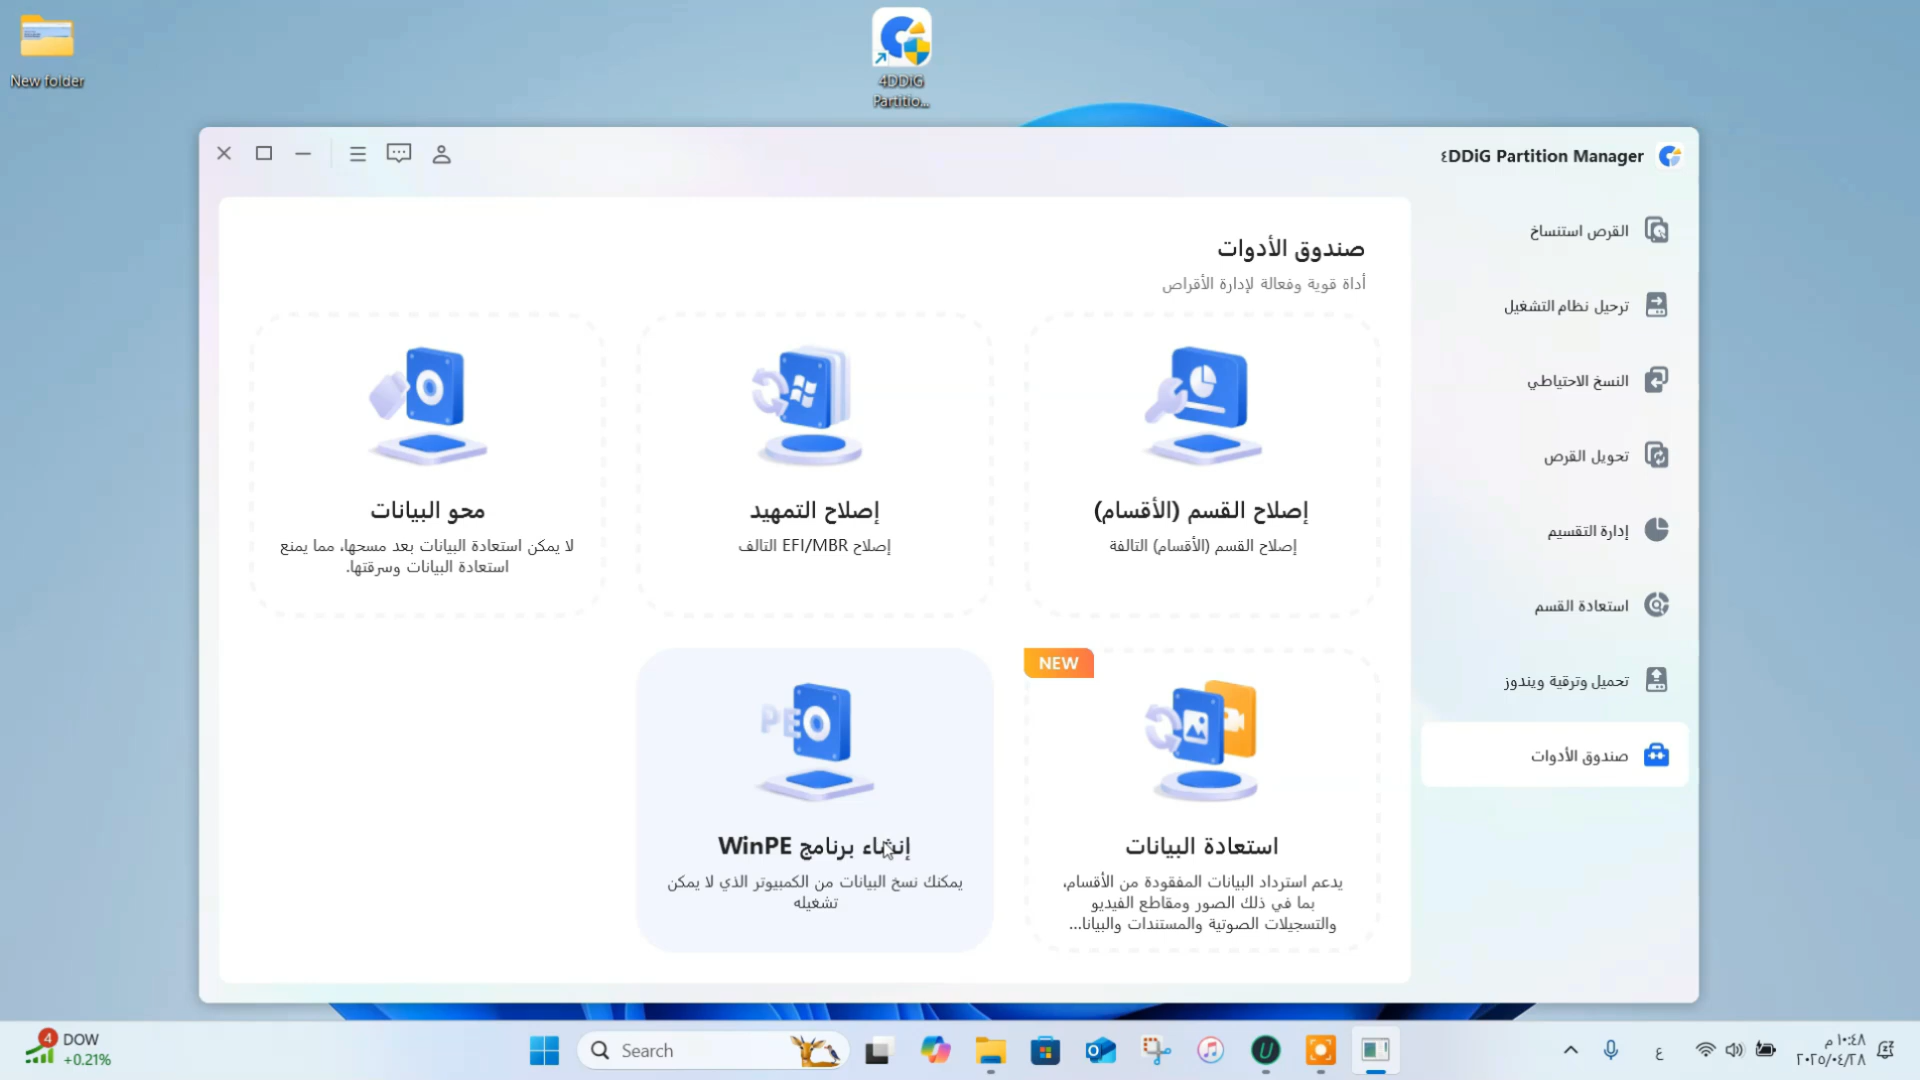 New folder
4DDiG
Partitio...
٤DDiG Partition Manager
القرص استنساخ
ترحيل نظام التشغيل
النسخ الاحتياطي
تحويل القرص
إدارة التقسيم
استعادة القسم
تحميل وترقية ويندوز
صندوق الأدوات
صندوق الأدوات
أداة قوية وفعالة لإدارة الأقراص
إصلاح القسم (الأقسام)
إصلاح القسم (الأقسام) التالفة
إصلاح التمهيد
إصلاح EFI/MBR التالف
محو البيانات
لا يمكن استعادة البيانات بعد مسحها، مما يمنع
استعادة البيانات وسرقتها.
NEW
استعادة البيانات
يدعم استرداد البيانات المفقودة من الأقسام،
بما في ذلك الصور ومقاطع الفيديو
والتسجيلات الصوتية والمستندات والبيانا...
PE
إنشاء برنامج WinPE
يمكنك نسخ البيانات من الكمبيوتر الذي لا يمكن
تشغيله
4
DOW
+0.21%
Search
ع
١٠:٤٨ م
٢٠٢٥/٠٤/٢٨